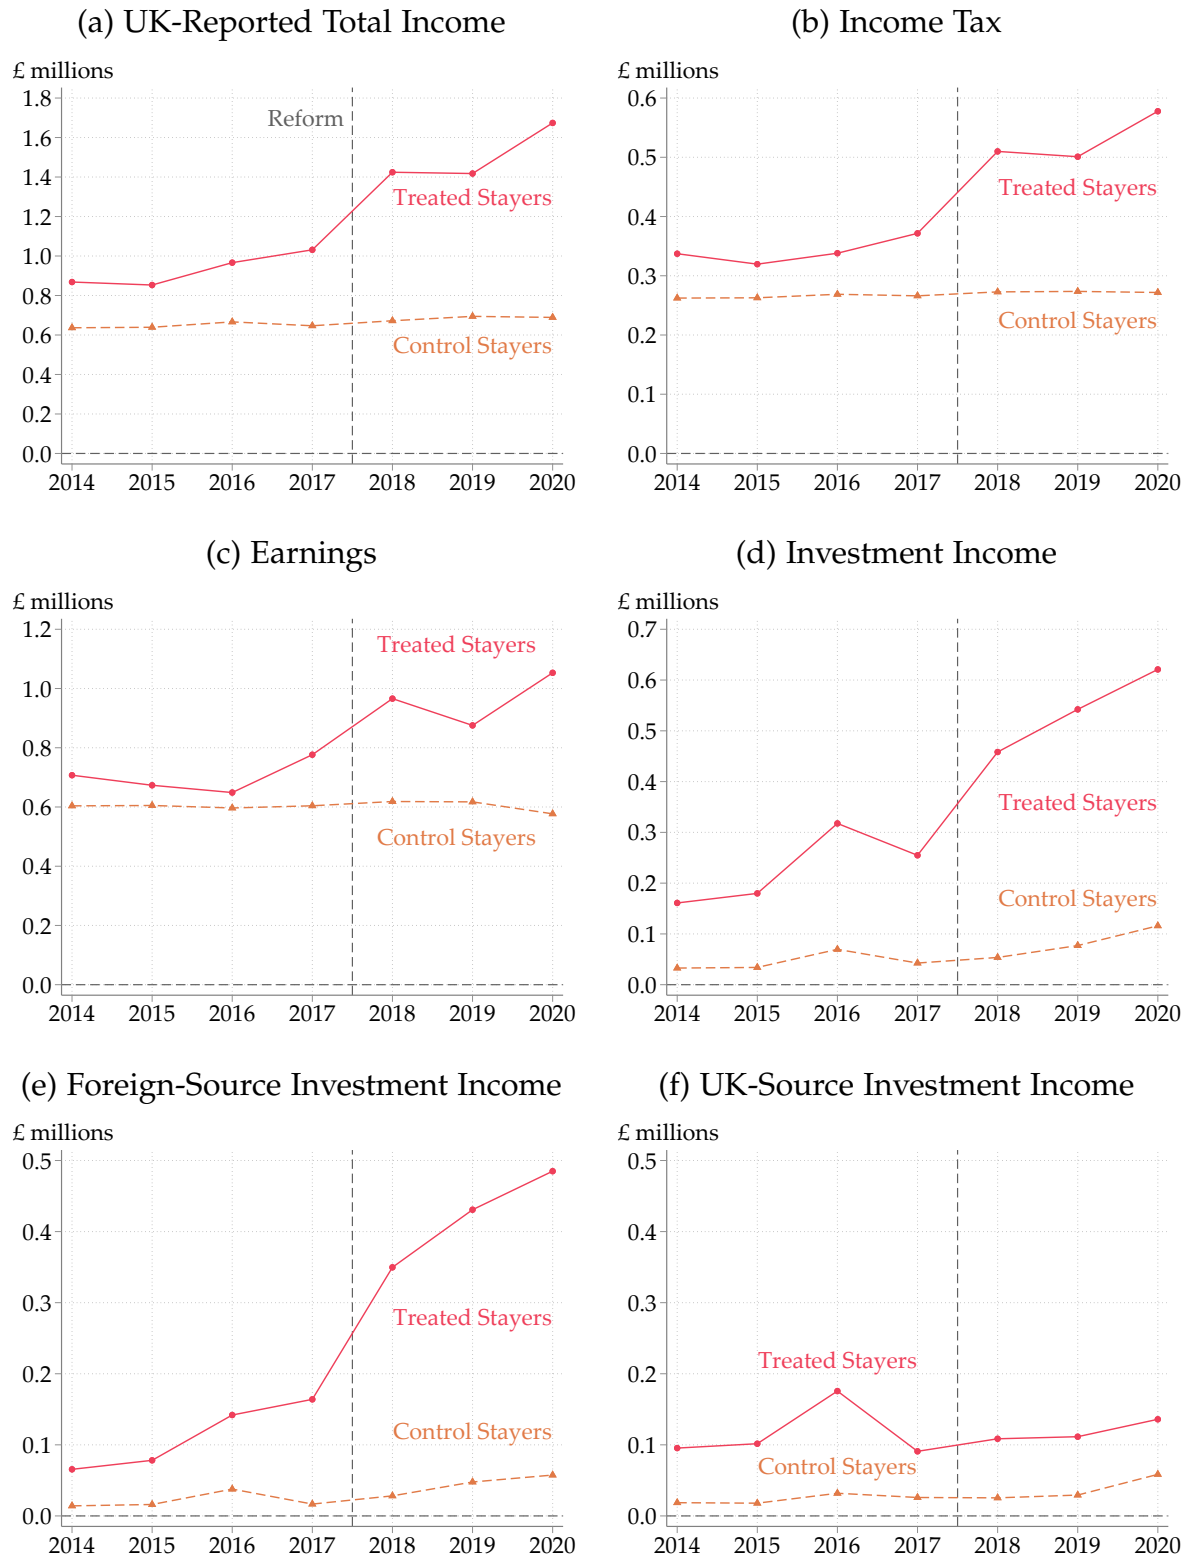 (a) UK-Reported Total Income
£ millions
1.8
1.6
1.4
1.2
1.0
0.8
0.6
0.4
0.2
0.0
Reform
Treated Stayers
Control Stayers
2014 2015 2016 2017 2018 2019 2020
(b) Income Tax
£ millions
0.6
0.5
0.4
0.3
0.2
0.1
0.0
Treated Stayers
Control Stayers
2014 2015 2016 2017 2018 2019 2020
(c) Earnings
£ millions
1.2
1.0
0.8
0.6
0.4
0.2
0.0
Treated Stayers
Control Stayers
2014 2015 2016 2017 2018 2019 2020
(d) Investment Income
£ millions
0.7
0.6
0.5
0.4
0.3
0.2
0.1
0.0
Treated Stayers
Control Stayers
2014 2015 2016 2017 2018 2019 2020
(e) Foreign-Source Investment Income
£ millions
0.5
0.4
0.3
0.2
0.1
0.0
Treated Stayers
Control Stayers
2014 2015 2016 2017 2018 2019 2020
(f) UK-Source Investment Income
£ millions
0.5
0.4
0.3
0.2
0.1
0.0
Treated Stayers
Control Stayers
2014 2015 2016 2017 2018 2019 2020